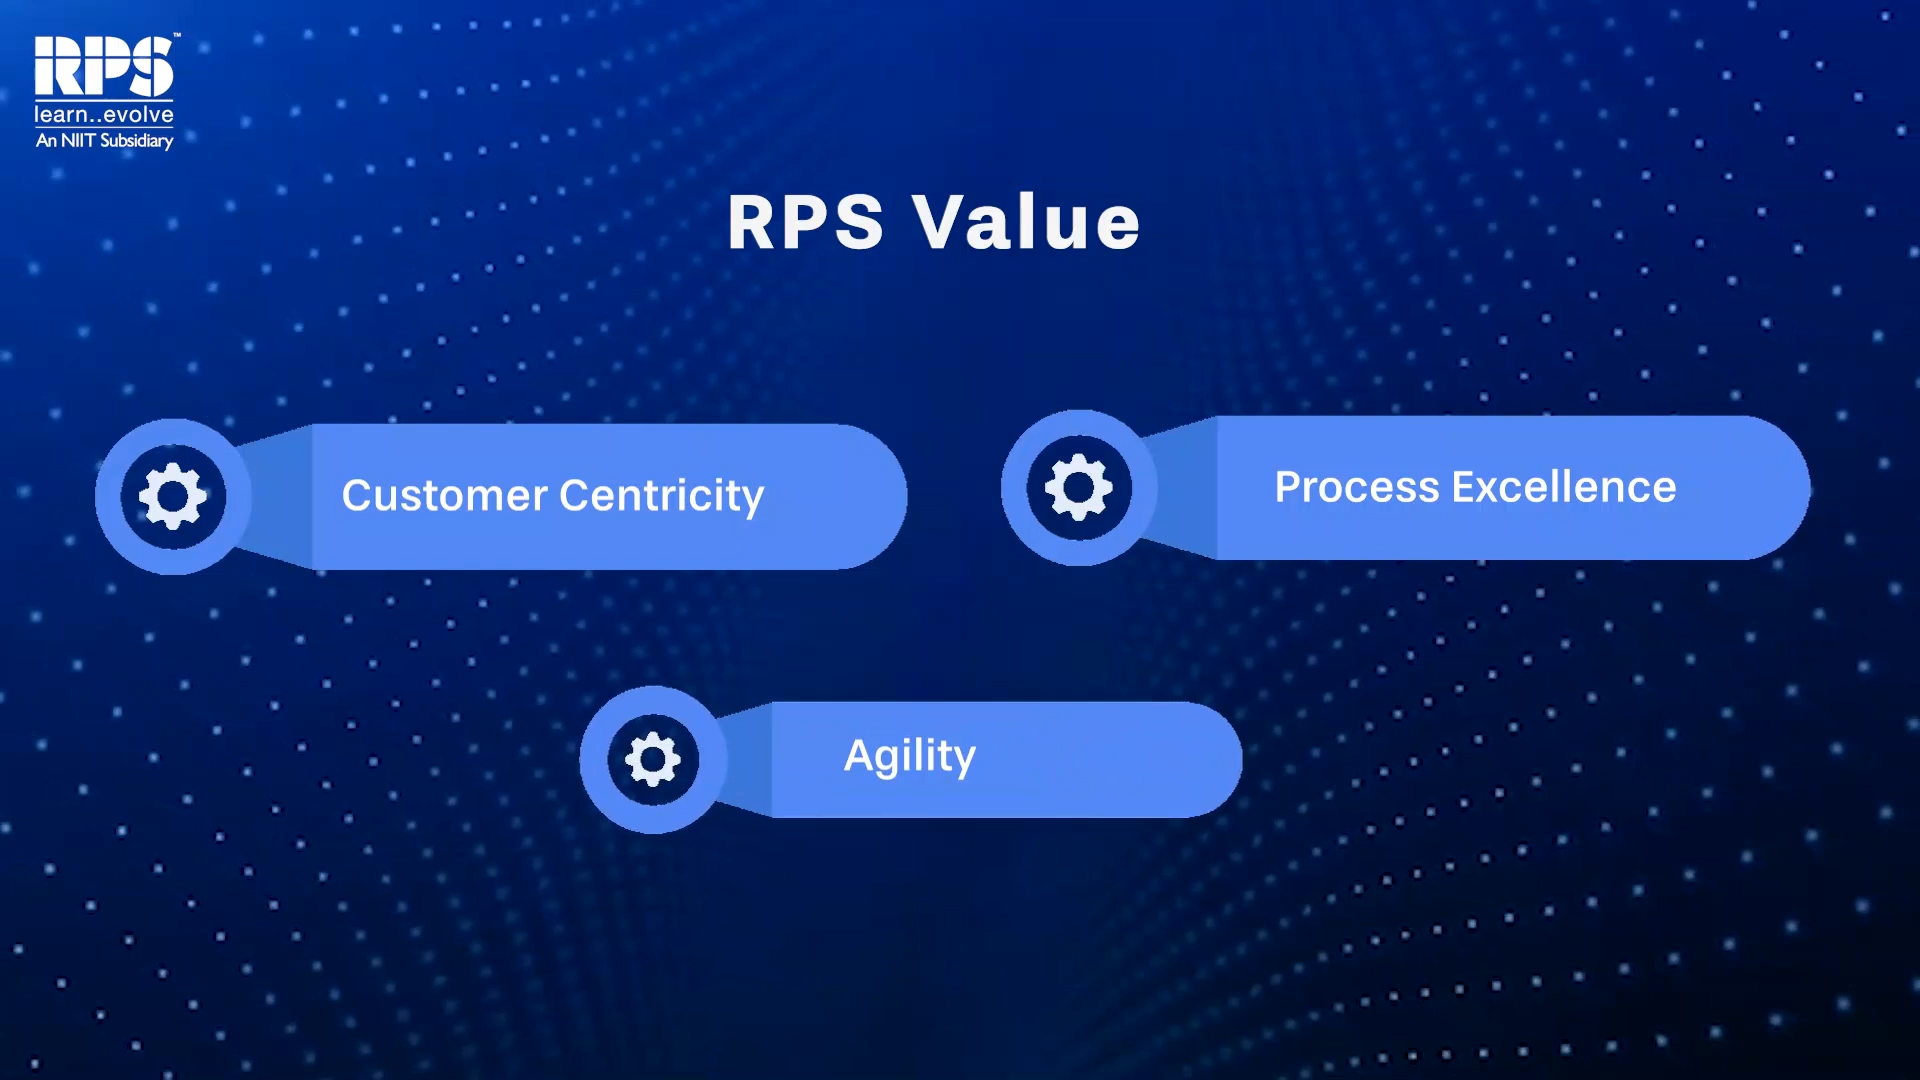 RPS™
learn..evolve
An NIIT Subsidiary
RPS Value
Customer Centricity
Process Excellence
Agility